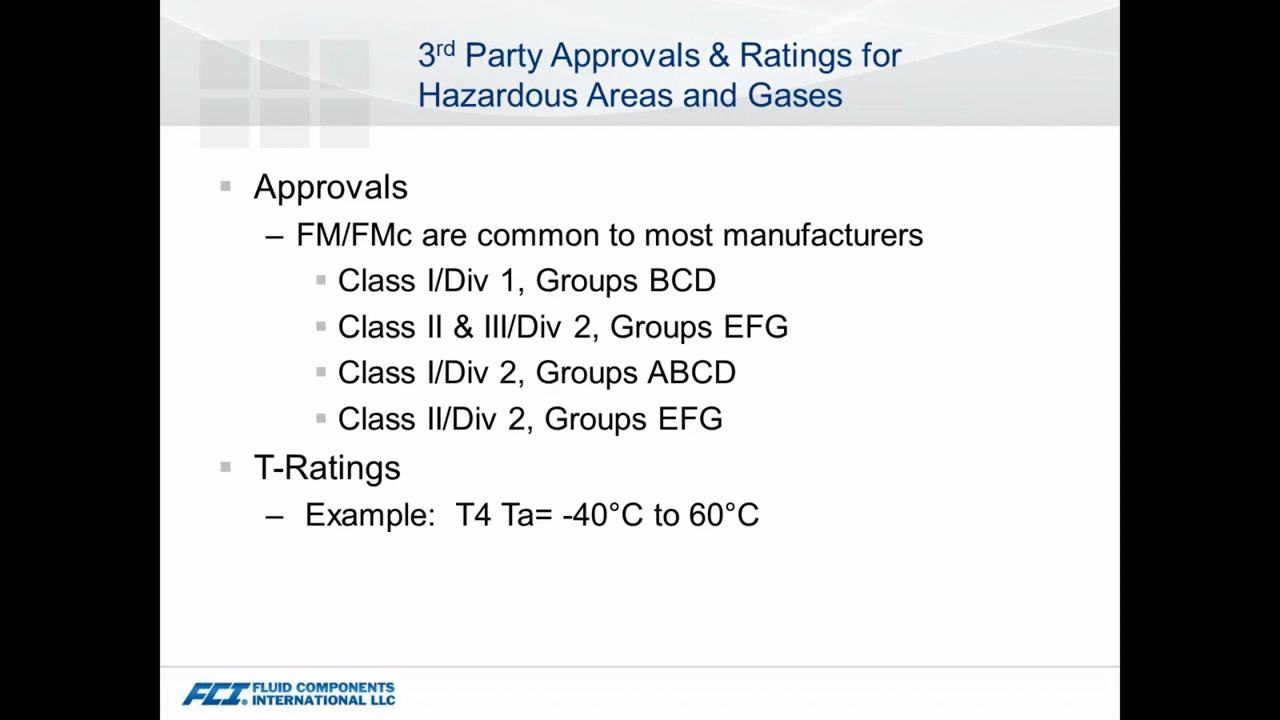 3rd Party Approvals & Ratings for
Hazardous Areas and Gases
Approvals
– FM/FMc are common to most manufacturers
Class I/Div 1, Groups BCD
Class II & III/Div 2, Groups EFG
Class I/Div 2, Groups ABCD
Class II/Div 2, Groups EFG
T-Ratings
– Example: T4 Ta= -40°C to 60°C
FCI® FLUID COMPONENTS
INTERNATIONAL LLC